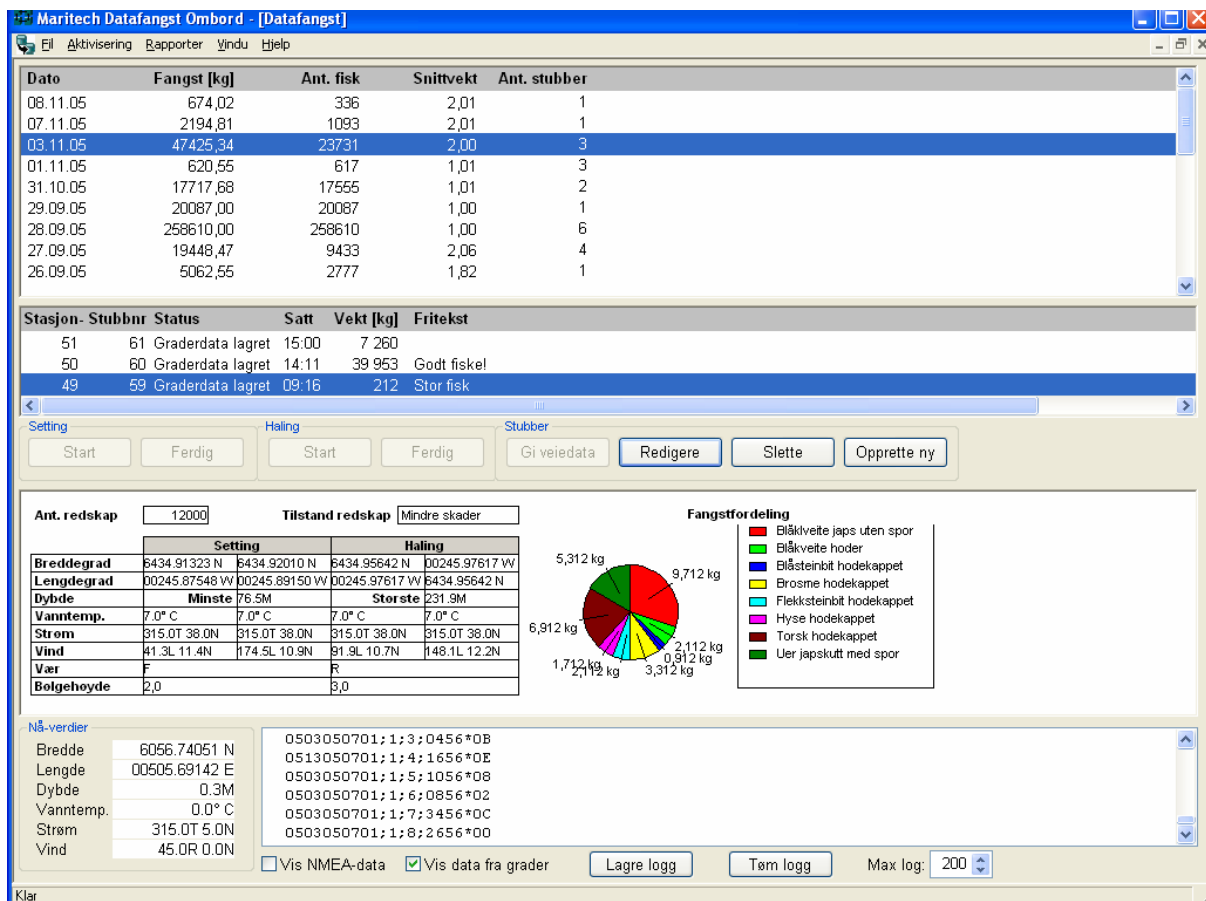 Maritech Datafangst Ombord - [Datafangst]
Fil Aktivisering Rapporter Vindu Hjelp
Dato Fangst [kg] Ant. fisk Snittvekt Ant. stubber
08.11.05 674,02 336 2,01 1
07.11.05 2194,81 1093 2,01 1
03.11.05 47425,34 23731 2,00 3
01.11.05 620,55 617 1,01 3
31.10.05 17717,68 17555 1,01 2
29.09.05 20087,00 20087 1,00 1
28.09.05 258610,00 258610 1,00 6
27.09.05 19448,47 9433 2,06 4
26.09.05 5062,55 2777 1,82 1
Stasjon- Stubbnr Status Satt Vekt [kg] Fritekst
51 61 Graderdata lagret 15:00 7 260
50 60 Graderdata lagret 14:11 39 953 Godt fiske!
49 59 Graderdata lagret 09:16 212 Stor fisk
Setting Haling Stubber
Start Ferdig Start Ferdig Gi veiedata Redigere Slette Opprette ny
Ant. redskap 12000 Tilstand redskap Mindre skader
Setting Haling
Breddegrad 6434.91323 N 6434.92010 N 6434.95642 N 00245.97617 W
Lengdegrad 00245.87548 W 00245.89150 W 00245.97617 W 6434.95642 N
Dybde Minste 76.5M Storste 231.9M
Vanntemp. 7.0° C 7.0° C 7.0° C 7.0° C
Strøm 315.0T 38.0N 315.0T 38.0N 315.0T 38.0N 315.0T 38.0N
Vind 41.3L 11.4N 174.5L 10.9N 91.9L 10.7N 148.1L 12.2N
Vær F R
Bølgehøyde 2,0 3,0
Fangstfordeling
5,312 kg
9,712 kg
6,912 kg
2,112 kg
0,912 kg
1,712 kg
2,112 kg
3,312 kg
Blåklveite japs uten spor
Blåkveite hoder
Blåsteinbit hodekappet
Brosme hodekappet
Flekksteinbit hodekappet
Hyse hodekappet
Torsk hodekappet
Uer japskutt med spor
Nå-verdier
Bredde 6056.74051 N
Lengde 00505.69142 E
Dybde 0.3M
Vanntemp. 0.0° C
Strøm 315.0T 5.0N
Vind 45.0R 0.0N
0503050701;1;3;0456*0B
0513050701;1;4;1656*0E
0503050701;1;5;1056*08
0503050701;1;6;0856*02
0503050701;1;7;3456*0C
0503050701;1;8;2656*00
Vis NMEA-data Vis data fra grader Lagre logg Tøm logg Max log: 200
Klar